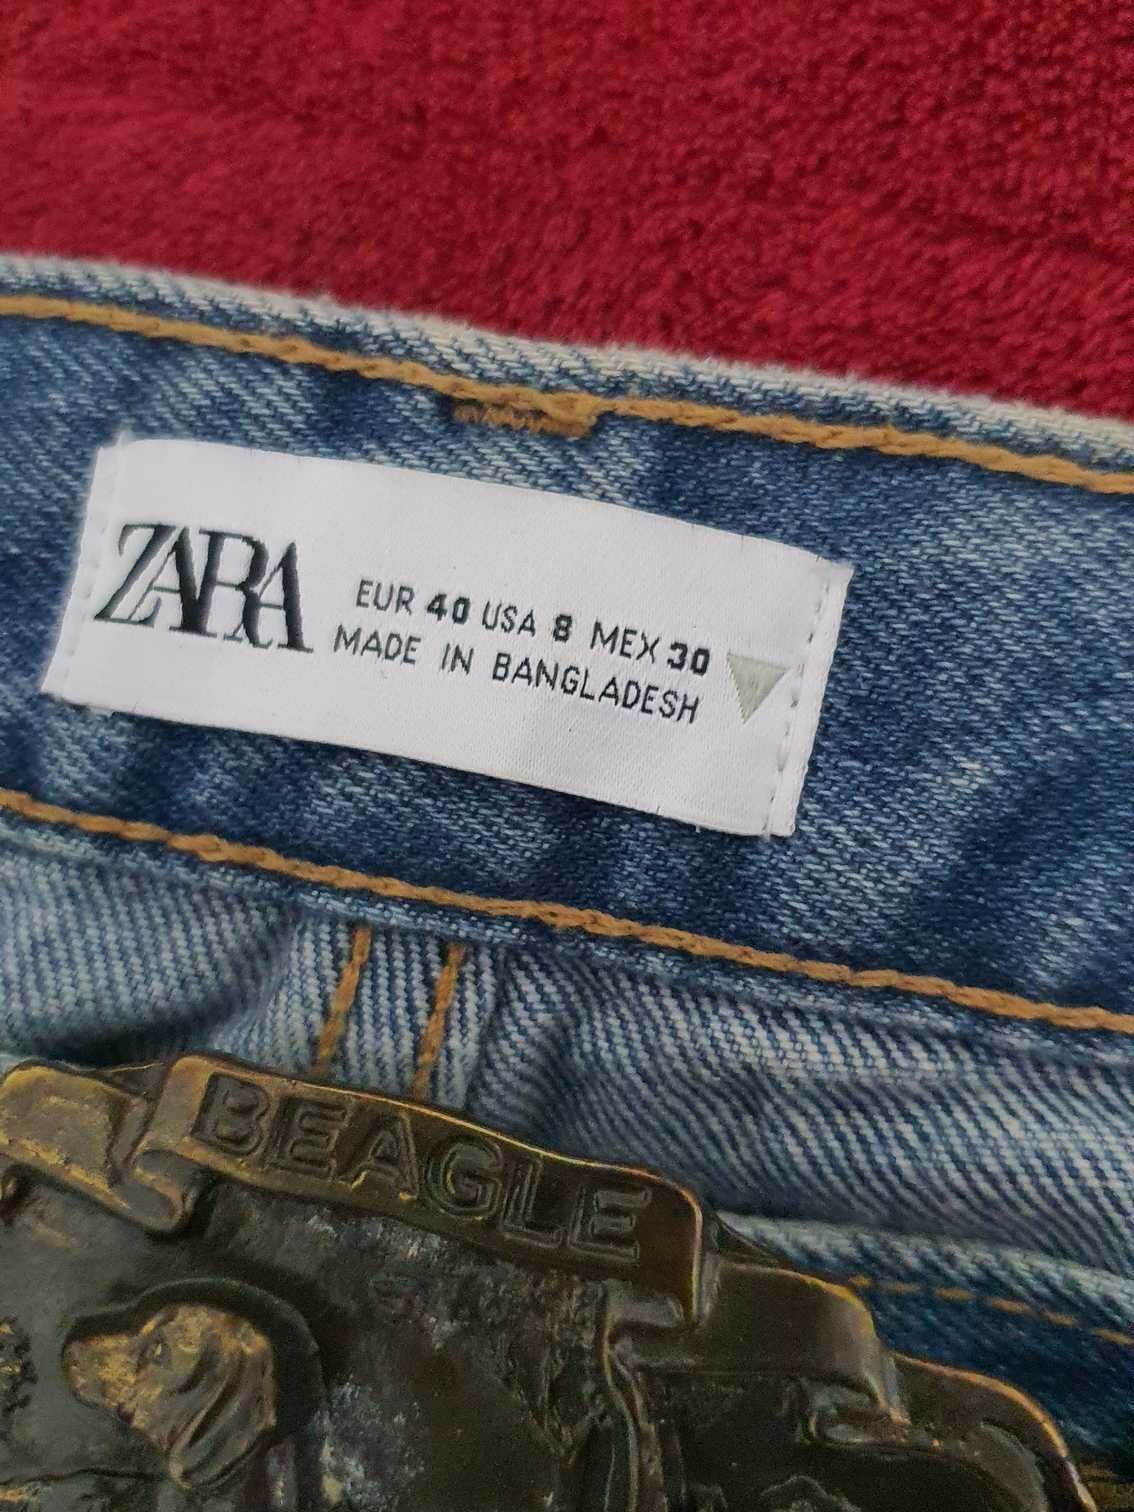 ZARA
EUR 40 USA 8 MEX 30
MADE IN BANGLADESH
BEAGLE